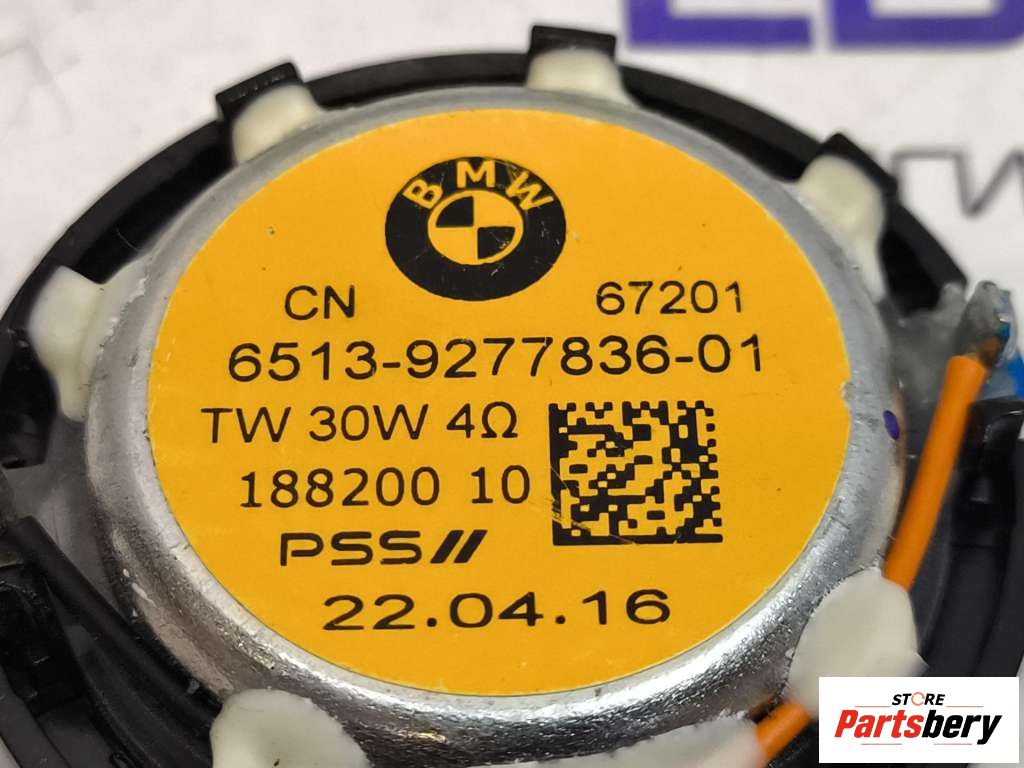 BMW
CN 67201
6513-9277836-01
TW 30W 4Ω
188200 10
PSS//
22.04.16
STORE
Partsbery